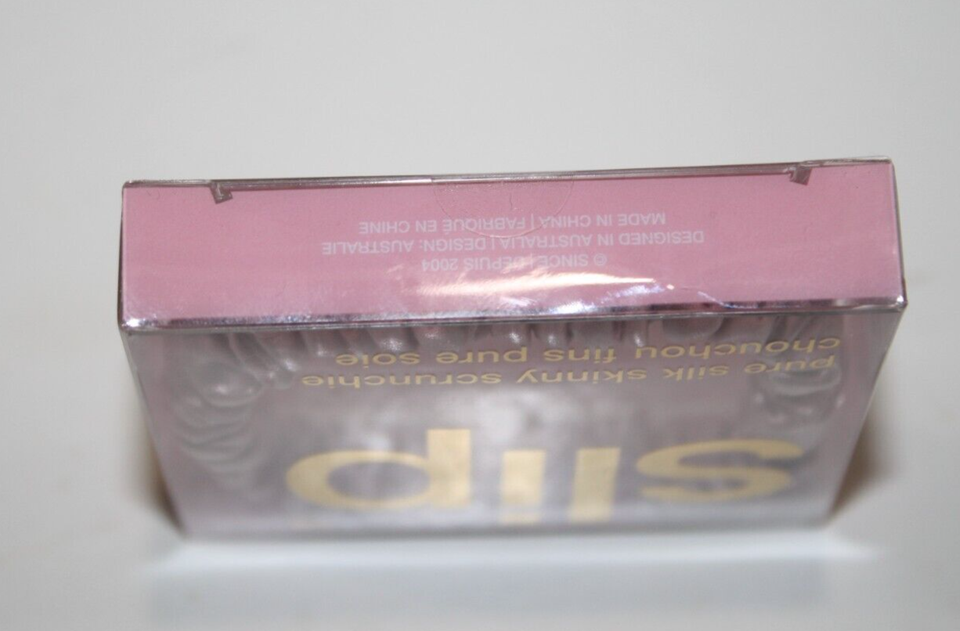 slip
pure silk skinny scrunchie
chouchou fins pure soie
© SINCE | DEPUIS 2004
DESIGNED IN AUSTRALIA | DESIGN: AUSTRALIE
MADE IN CHINA | FABRIQUÉ EN CHINE